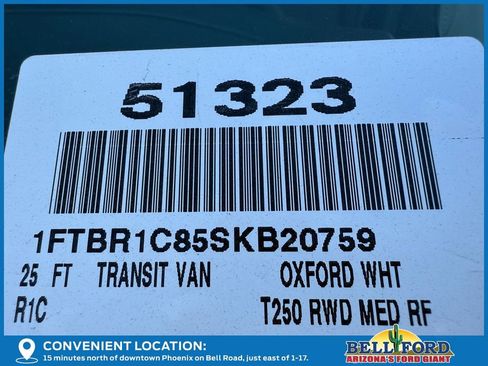 51323
1FTBR1C85SKB20759
25 FT TRANSIT VAN OXFORD WHT
R1C T250 RWD MED RF
CONVENIENT LOCATION:
15 minutes north of downtown Phoenix on Bell Road, just east of 1-17.
BELL FORD
ARIZONA'S FORD GIANT